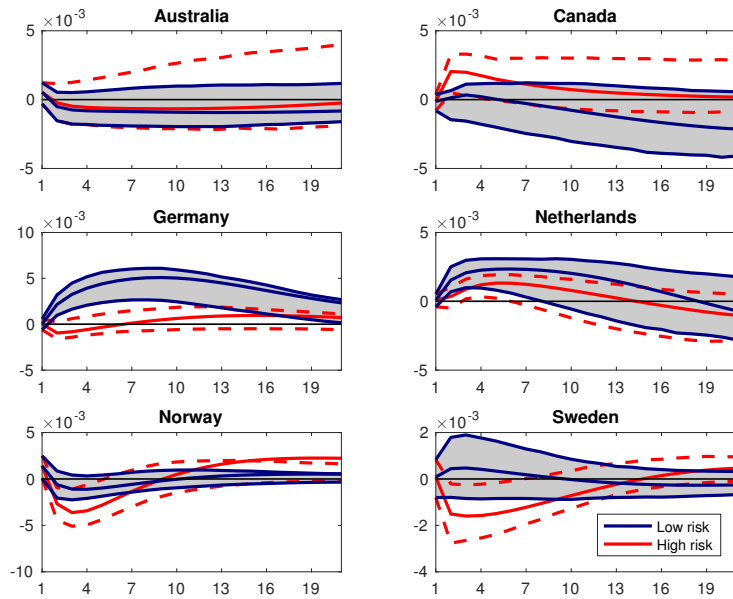 Australia
×10⁻³
5
0
-5
1 4 7 10 13 16 19
Canada
×10⁻³
5
0
-5
1 4 7 10 13 16 19
Germany
×10⁻³
10
5
0
-5
1 4 7 10 13 16 19
Netherlands
×10⁻³
5
0
-5
1 4 7 10 13 16 19
Norway
×10⁻³
5
0
-5
-10
1 4 7 10 13 16 19
Sweden
×10⁻³
2
0
-2
-4
1 4 7 10 13 16 19
Low risk
High risk